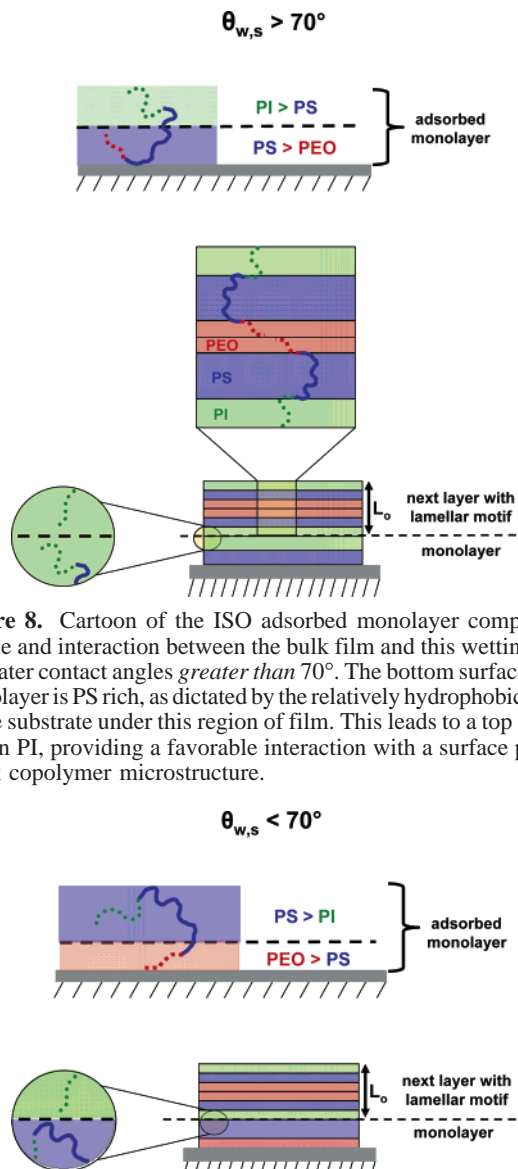 θw,s > 70°
PI > PS
PS > PEO
adsorbed
monolayer
PEO
PS
PI
Lo
next layer with
lamellar motif
monolayer
re 8. Cartoon of the ISO adsorbed monolayer comp
e and interaction between the bulk film and this wettin
ater contact angles greater than 70°. The bottom surface
olayer is PS rich, as dictated by the relatively hydrophobic
e substrate under this region of film. This leads to a top
n PI, providing a favorable interaction with a surface p
k copolymer microstructure.
θw,s < 70°
PS > PI
PEO > PS
adsorbed
monolayer
Lo
next layer with
lamellar motif
monolayer